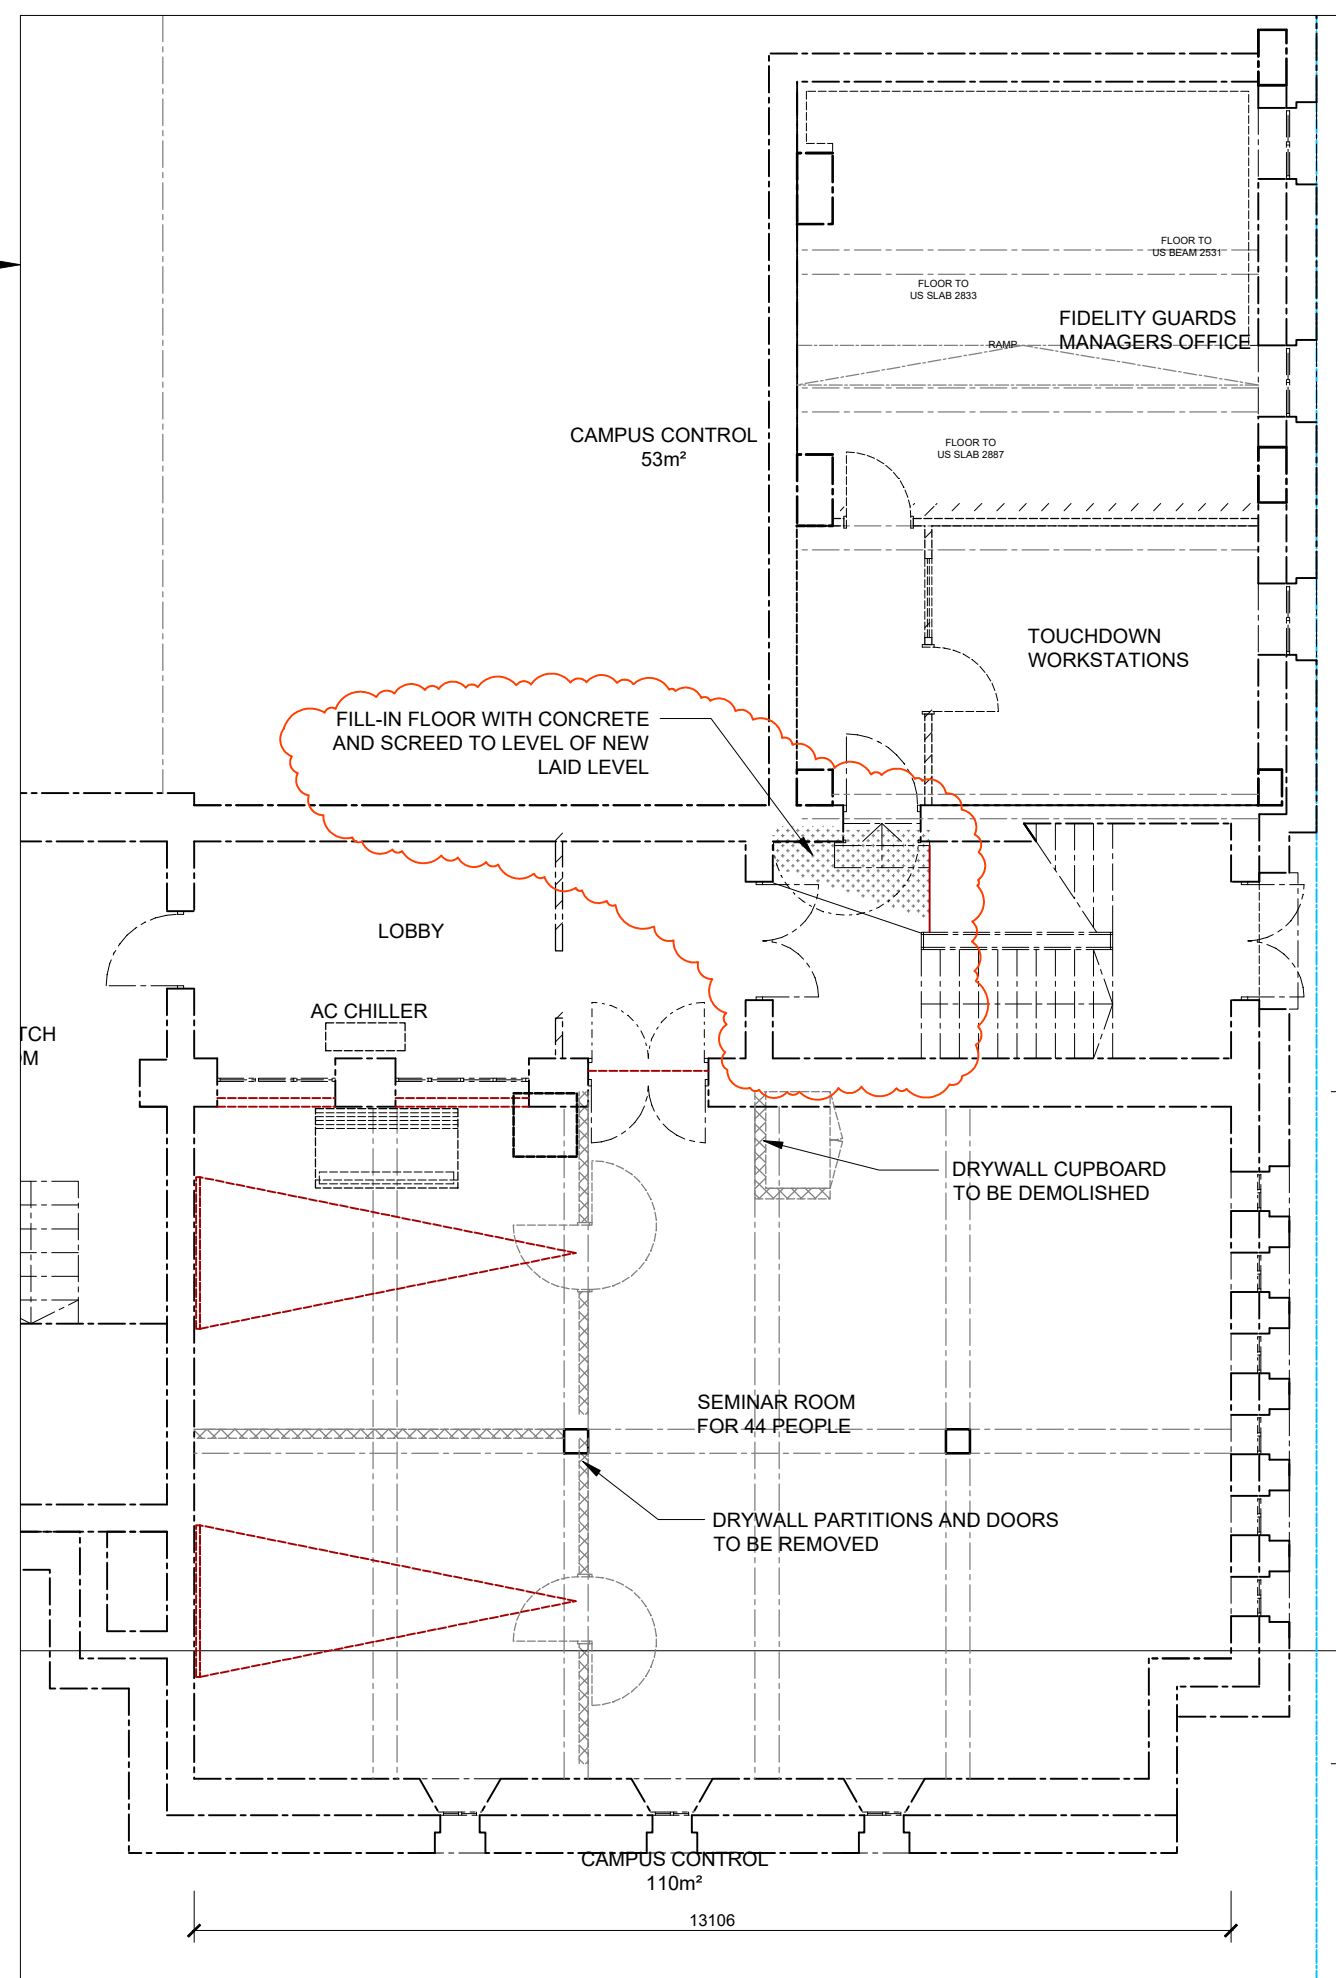 FLOOR TO
US BEAM 2531
FLOOR TO
US SLAB 2833
FIDELITY GUARDS
MANAGERS OFFICE
RAMP
CAMPUS CONTROL
53m²
FLOOR TO
US SLAB 2887
TOUCHDOWN
WORKSTATIONS
FILL-IN FLOOR WITH CONCRETE
AND SCREED TO LEVEL OF NEW
LAID LEVEL
LOBBY
AC CHILLER
TCH
OM
DRYWALL CUPBOARD
TO BE DEMOLISHED
SEMINAR ROOM
FOR 44 PEOPLE
DRYWALL PARTITIONS AND DOORS
TO BE REMOVED
CAMPUS CONTROL
110m²
13106